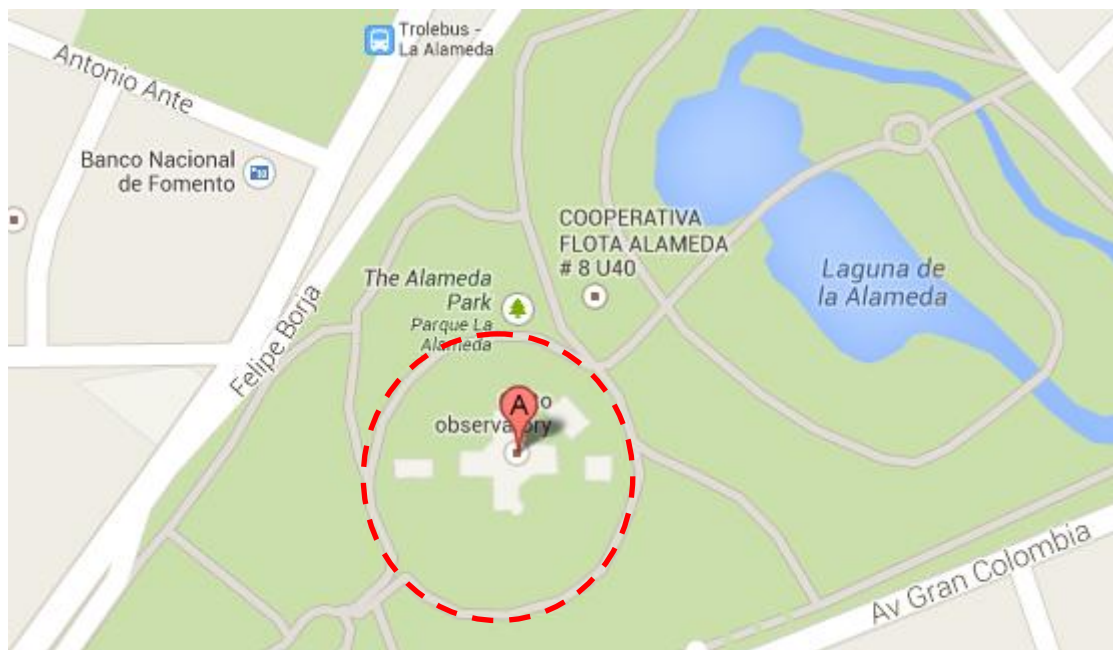 Trolebus -
La Alameda
Antonio Ante
Banco Nacional
de Fomento
COOPERATIVA
FLOTA ALAMEDA
# 8 U40
The Alameda
Park
Parque La
Alameda
Laguna de
la Alameda
Felipe Borja
A
observatory
Av Gran Colombia